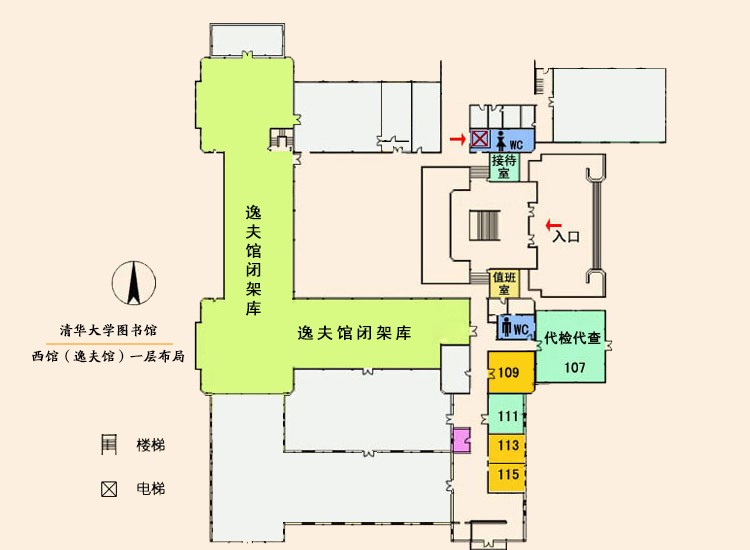 WC
接待
室
逸夫馆闭架库
入口
值班
室
清华大学图书馆
西馆（逸夫馆）一层布局
逸夫馆闭架库
WC
代检代查
107
109
111
113
115
楼梯
电梯